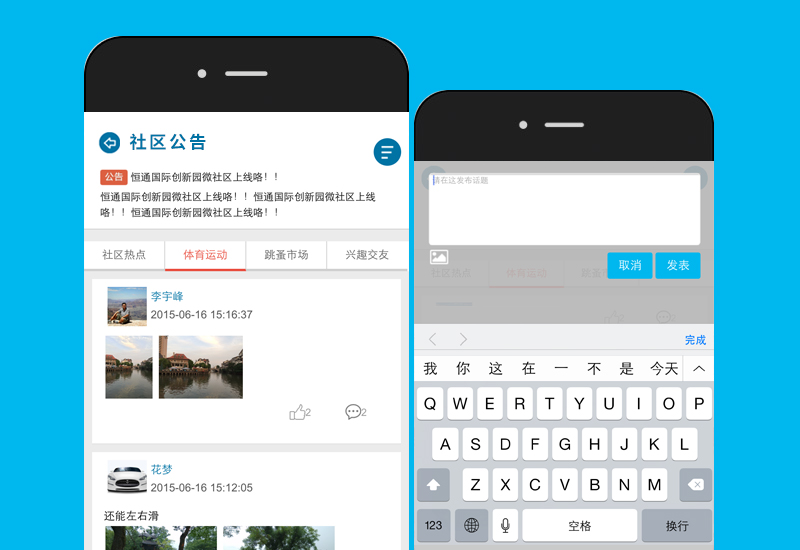 社区公告
公告 恒通国际创新园微社区上线咯！！
恒通国际创新园微社区上线咯！！恒通国际创新园微社区上线
咯！！恒通国际创新园微社区上线咯！！
社区热点 体育运动 跳蚤市场 兴趣交友
李宇峰
2015-06-16 15:16:37
2 2
花梦
2015-06-16 15:12:05
还能左右滑
请在这发布话题
取消 发表
社区热点 体育运动
完成
我 你 这 在 一 不 是 今天
Q W E R T Y U I O P
A S D F G H J K L
Z X C V B N M
123 空格 换行